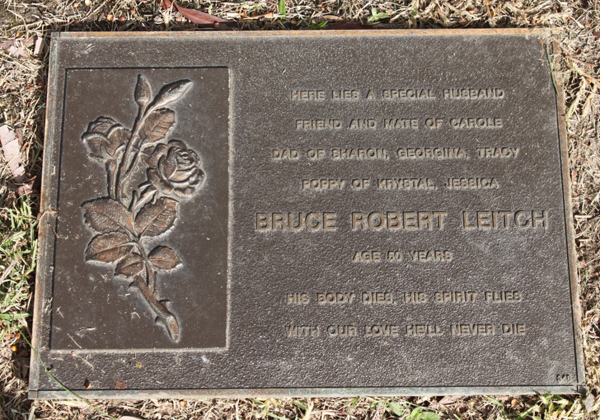 HERE LIES A SPECIAL HUSBAND
FRIEND AND MATE OF CAROLE
DAD OF SHARON, GEORGINA, TRACY
POPPY OF KRYSTAL, JESSICA
BRUCE ROBERT LEITCH
AGE 50 YEARS
HIS BODY DIES, HIS SPIRIT FLIES
WITH OUR LOVE HE'LL NEVER DIE